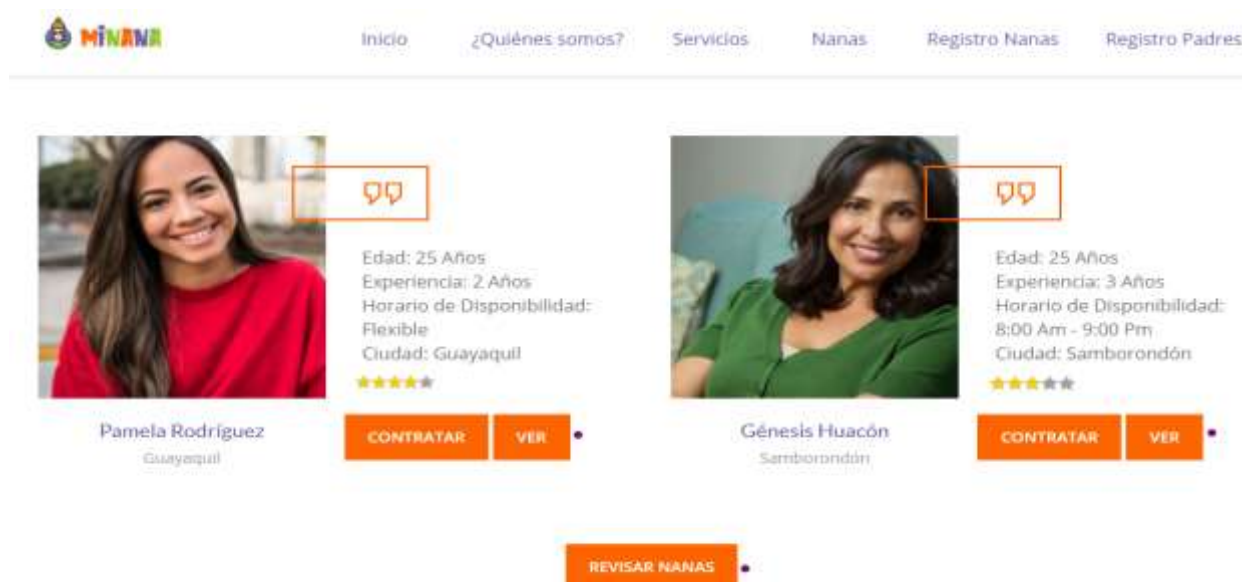 MiNANA
Inicio ¿Quiénes somos? Servicios Nanas Registro Nanas Registro Padres
Edad: 25 Años
Experiencia: 2 Años
Horario de Disponibilidad:
Flexible
Ciudad: Guayaquil
Pamela Rodríguez
Guayaquil
CONTRATAR VER
Edad: 25 Años
Experiencia: 3 Años
Horario de Disponibilidad:
8:00 Am - 9:00 Pm
Ciudad: Samborondón
Génesis Huacón
Samborondón
CONTRATAR VER
REVISAR NANAS